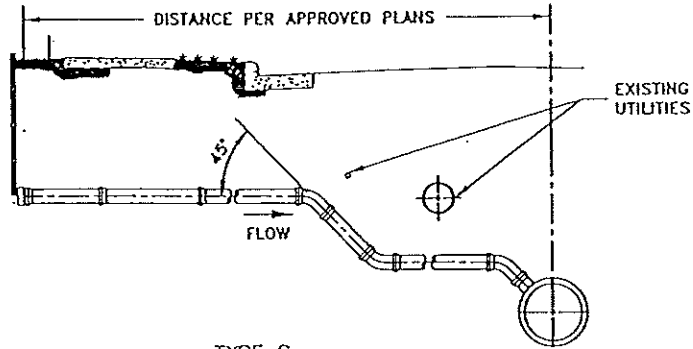 DISTANCE PER APPROVED PLANS
EXISTING
UTILITIES
45°
FLOW